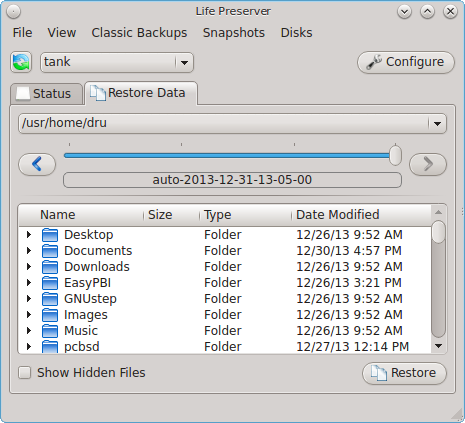 Life Preserver
File View Classic Backups Snapshots Disks
tank Configure
Status Restore Data
/usr/home/dru
auto-2013-12-31-13-05-00
Name Size Type Date Modified
Desktop Folder 12/26/13 9:52 AM
Documents Folder 12/30/13 4:57 PM
Downloads Folder 12/26/13 9:52 AM
EasyPBI Folder 12/26/13 3:21 PM
GNUstep Folder 12/26/13 9:52 AM
Images Folder 12/26/13 9:52 AM
Music Folder 12/26/13 9:52 AM
pcbsd Folder 12/27/13 12:14 PM
Show Hidden Files Restore